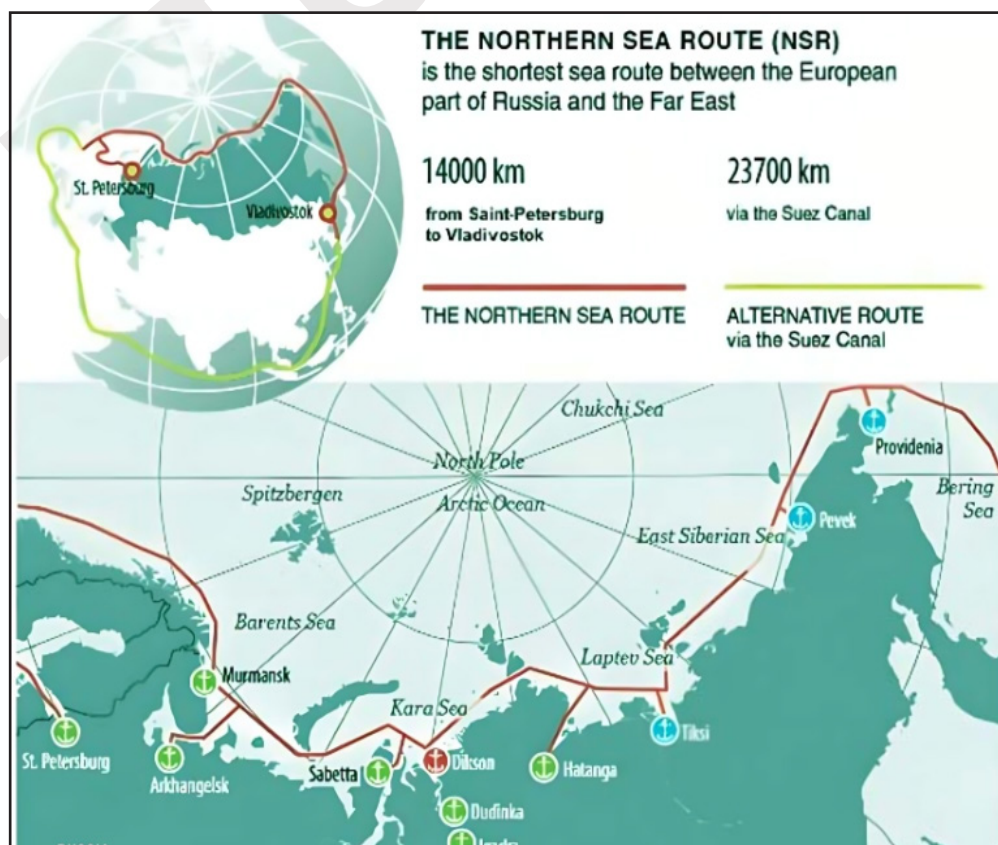 THE NORTHERN SEA ROUTE (NSR)
is the shortest sea route between the European
part of Russia and the Far East
14000 km
from Saint-Petersburg
to Vladivostok
23700 km
via the Suez Canal
THE NORTHERN SEA ROUTE
ALTERNATIVE ROUTE
via the Suez Canal
St. Petersburg
Vladivostok
Chukchi Sea
North Pole
Arctic Ocean
Spitzbergen
Providenia
Bering
Sea
Pevek
East Siberian Sea
Barents Sea
Laptev Sea
Murmansk
Kara Sea
St. Petersburg
Arkhangelsk
Sabetta
Dikson
Hatanga
Tiksi
Dudinka